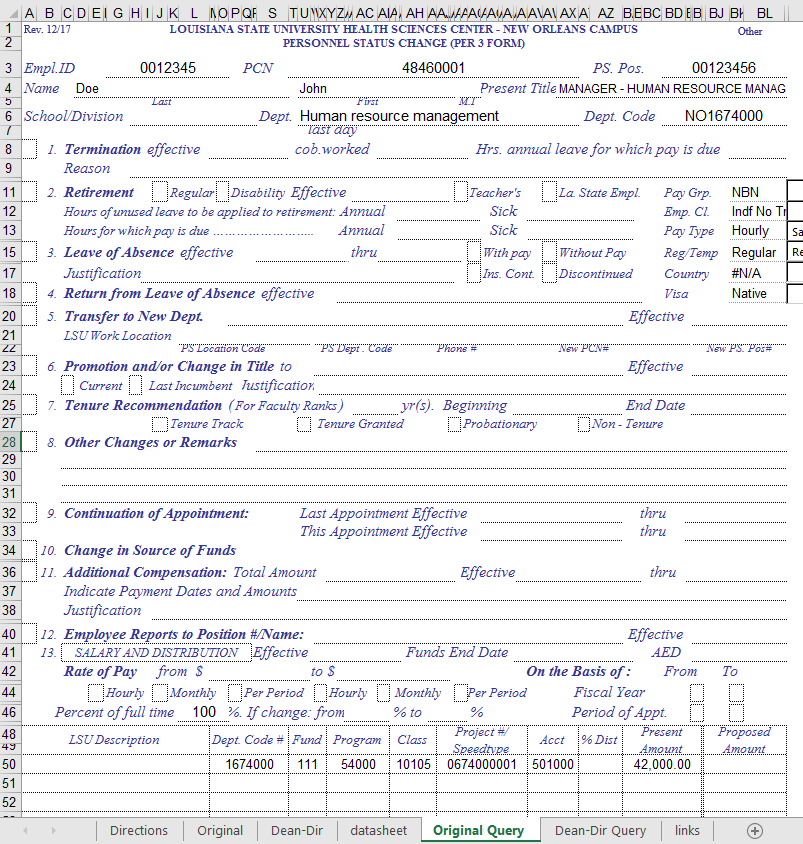 A B C D E I G H I J K L S T AC AH AX AZ BC BD BJ BL
1 Rev. 12/17 LOUISIANA STATE UNIVERSITY HEALTH SCIENCES CENTER - NEW ORLEANS CAMPUS Other
2 PERSONNEL STATUS CHANGE (PER 3 FORM)
3 Empl.ID 0012345 PCN 48460001 PS. Pos. 00123456
4 Name Doe John Present Title MANAGER - HUMAN RESOURCE MANAG
5 Last First M.I
6 School/Division Dept. Human resource management Dept. Code NO1674000
7 last day
8 1. Termination effective cob.worked Hrs. annual leave for which pay is due
9 Reason
11 2. Retirement Regular Disability Effective Teacher's La. State Empl. Pay Grp. NBN
12 Hours of unused leave to be applied to retirement: Annual Sick Emp. Cl. Indf No Tr
13 Hours for which pay is due ........................... Annual Sick Pay Type Hourly Sa
15 3. Leave of Absence effective thru With pay Without Pay Reg/Temp Regular Re
17 Justification Ins. Cont. Discontinued Country #N/A
18 4. Return from Leave of Absence effective Visa Native
20 5. Transfer to New Dept. Effective
21 LSU Work Location
22 PS Location Code PS Dept . Code Phone # New PCN# New PS. Pos#
23 6. Promotion and/or Change in Title to Effective
24 Current Last Incumbent Justification
25 7. Tenure Recommendation (For Faculty Ranks) yr(s). Beginning End Date
27 Tenure Track Tenure Granted Probationary Non - Tenure
28 8. Other Changes or Remarks
29
30
31
32 9. Continuation of Appointment: Last Appointment Effective thru
33 This Appointment Effective thru
34 10. Change in Source of Funds
36 11. Additional Compensation: Total Amount Effective thru
37 Indicate Payment Dates and Amounts
38 Justification
40 12. Employee Reports to Position #/Name: Effective
41 13. SALARY AND DISTRIBUTION Effective Funds End Date AED
42 Rate of Pay from $ to $ On the Basis of : From To
44 Hourly Monthly Per Period Hourly Monthly Per Period Fiscal Year
46 Percent of full time 100 %. If change: from % to % Period of Appt.
48 LSU Description Dept. Code # Fund Program Class Project #/ Acct % Dist Present Proposed
49 Speedtype Amount Amount
50 1674000 111 54000 10105 0674000001 501000 42,000.00
51
52
Directions Original Dean-Dir datasheet Original Query Dean-Dir Query links